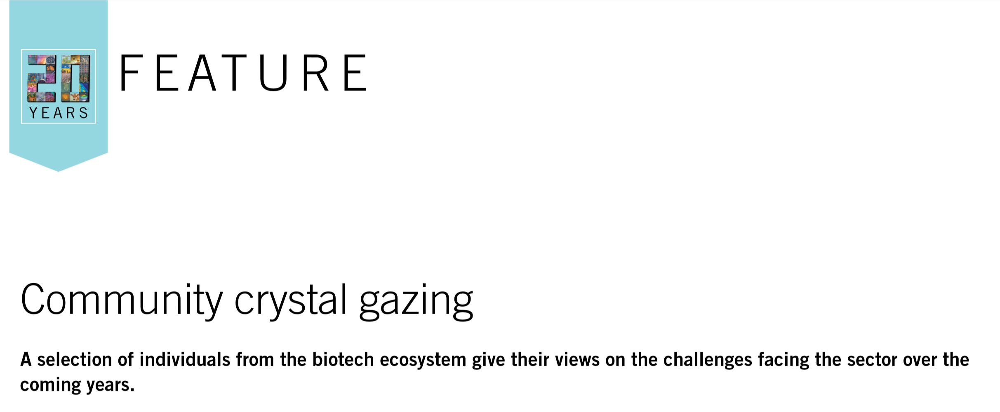 20
YEARS
FEATURE
Community crystal gazing
A selection of individuals from the biotech ecosystem give their views on the challenges facing the sector over the
coming years.